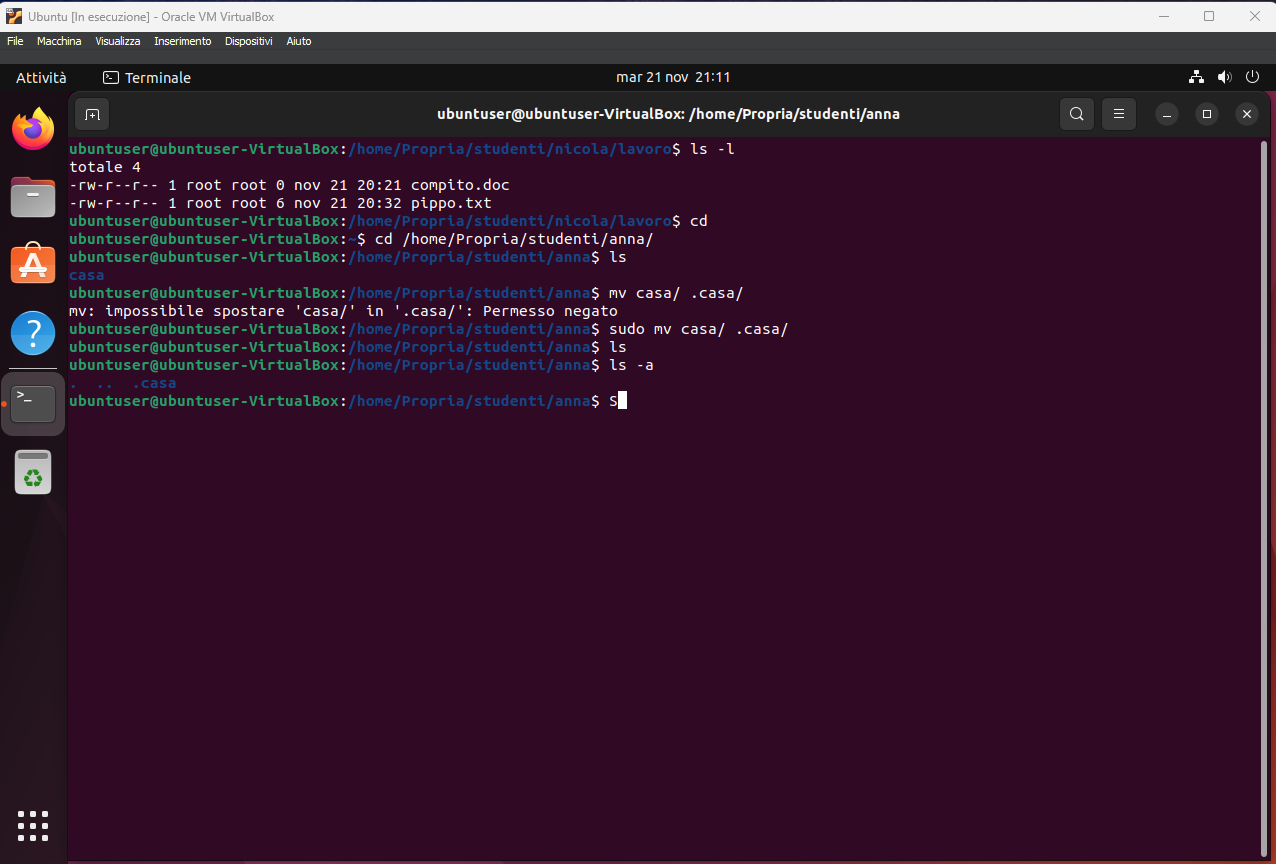 Ubuntu [In esecuzione] - Oracle VM VirtualBox
File Macchina Visualizza Inserimento Dispositivi Aiuto
Attività Terminale mar 21 nov 21:11
ubuntuser@ubuntuser-VirtualBox: /home/Propria/studenti/anna
ubuntuser@ubuntuser-VirtualBox:/home/Propria/studenti/nicola/lavoro$ ls -l
totale 4
-rw-r--r-- 1 root root 0 nov 21 20:21 compito.doc
-rw-r--r-- 1 root root 6 nov 21 20:32 pippo.txt
ubuntuser@ubuntuser-VirtualBox:/home/Propria/studenti/nicola/lavoro$ cd
ubuntuser@ubuntuser-VirtualBox:~$ cd /home/Propria/studenti/anna/
ubuntuser@ubuntuser-VirtualBox:/home/Propria/studenti/anna$ ls
casa
ubuntuser@ubuntuser-VirtualBox:/home/Propria/studenti/anna$ mv casa/ .casa/
mv: impossibile spostare 'casa/' in '.casa/': Permesso negato
ubuntuser@ubuntuser-VirtualBox:/home/Propria/studenti/anna$ sudo mv casa/ .casa/
ubuntuser@ubuntuser-VirtualBox:/home/Propria/studenti/anna$ ls
ubuntuser@ubuntuser-VirtualBox:/home/Propria/studenti/anna$ ls -a
.  ..  .casa
ubuntuser@ubuntuser-VirtualBox:/home/Propria/studenti/anna$ S